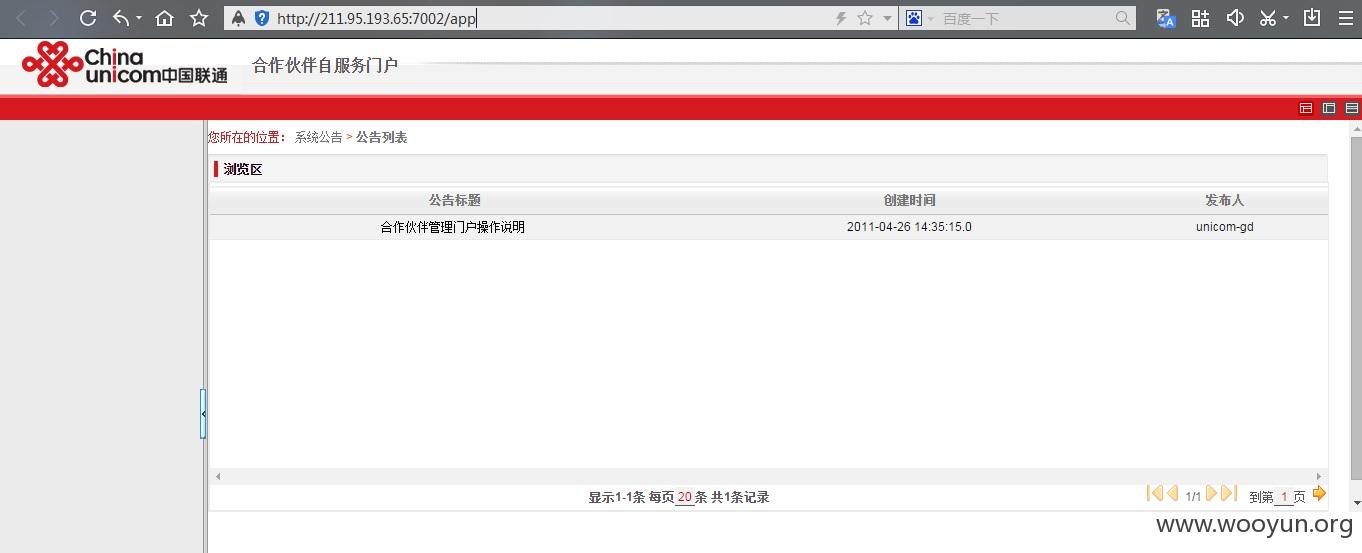 http://211.95.193.65:7002/app
百度一下
China unicom中国联通
合作伙伴自服务门户
您所在的位置： 系统公告 > 公告列表
浏览区
公告标题 创建时间 发布人
合作伙伴管理门户操作说明 2011-04-26 14:35:15.0 unicom-gd
显示1-1条 每页20条 共1条记录 1/1 到第 1 页
www.wooyun.org